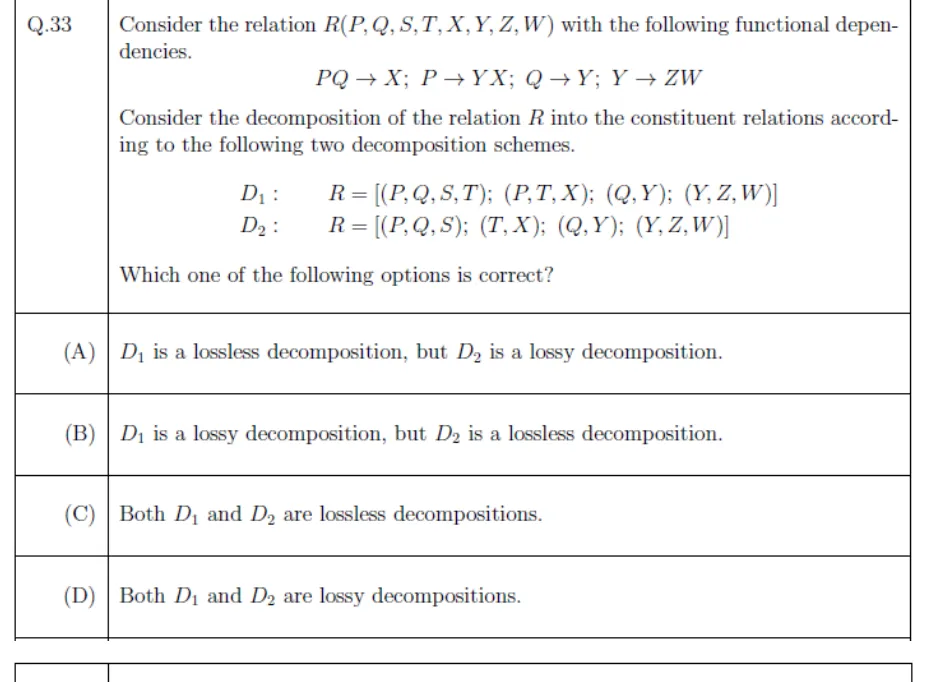 Q.33 Consider the relation R(P, Q, S, T, X, Y, Z, W) with the following functional depen-
dencies.
PQ → X; P → YX; Q → Y; Y → ZW
Consider the decomposition of the relation R into the constituent relations accord-
ing to the following two decomposition schemes.
D₁ : R = [(P, Q, S, T); (P, T, X); (Q, Y); (Y, Z, W)]
D₂ : R = [(P, Q, S); (T, X); (Q, Y); (Y, Z, W)]
Which one of the following options is correct?
(A) D₁ is a lossless decomposition, but D₂ is a lossy decomposition.
(B) D₁ is a lossy decomposition, but D₂ is a lossless decomposition.
(C) Both D₁ and D₂ are lossless decompositions.
(D) Both D₁ and D₂ are lossy decompositions.